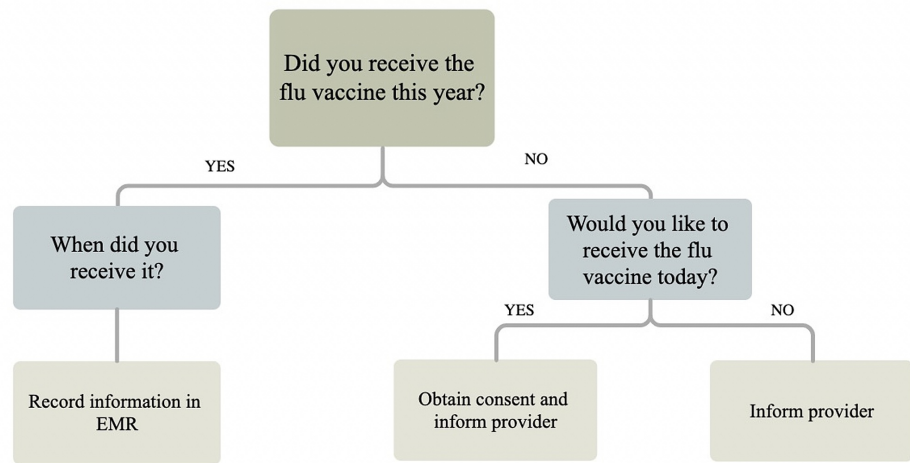 Did you receive the
flu vaccine this year?
YES
NO
When did you
receive it?
Would you like to
receive the flu
vaccine today?
YES
NO
Record information in
EMR
Obtain consent and
inform provider
Inform provider